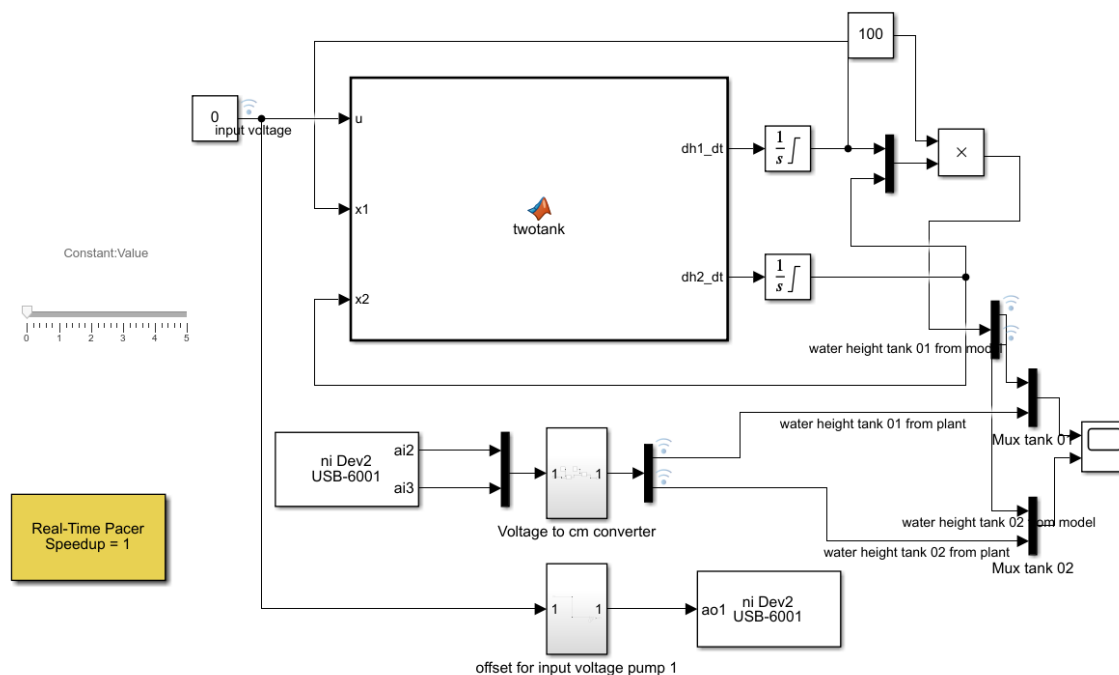 100
0
input voltage
u
dh1_dt
1
s
×
x1
twotank
Constant:Value
dh2_dt
1
s
x2
0 1 2 3 4 5
water height tank 01 from model
water height tank 01 from plant
Mux tank 01
ni Dev2
USB-6001
ai2
ai3
1
1
Voltage to cm converter
water height tank 02 from model
water height tank 02 from plant
Mux tank 02
Real-Time Pacer
Speedup = 1
1
1
ao1
ni Dev2
USB-6001
offset for input voltage pump 1